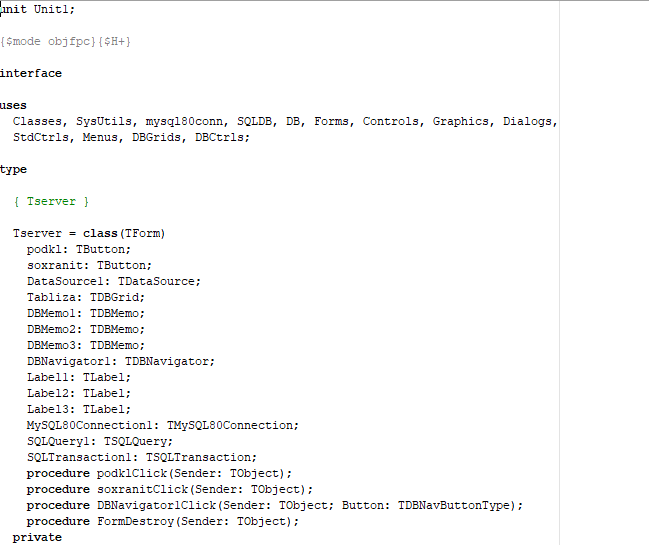 unit Unit1;
{$mode objfpc}{$H+}
interface
uses
Classes, SysUtils, mysql80conn, SQLDB, DB, Forms, Controls, Graphics, Dialogs,
StdCtrls, Menus, DBGrids, DBCtrls;
type
{ Tserver }
Tserver = class(TForm)
podkl: TButton;
soxranit: TButton;
DataSource1: TDataSource;
Tabliza: TDBGrid;
DBMemo1: TDBMemo;
DBMemo2: TDBMemo;
DBMemo3: TDBMemo;
DBNavigator1: TDBNavigator;
Label1: TLabel;
Label2: TLabel;
Label3: TLabel;
MySQL80Connection1: TMySQL80Connection;
SQLQuery1: TSQLQuery;
SQLTransaction1: TSQLTransaction;
procedure podklClick(Sender: TObject);
procedure soxranitClick(Sender: TObject);
procedure DBNavigator1Click(Sender: TObject; Button: TDBNavButtonType);
procedure FormDestroy(Sender: TObject);
private